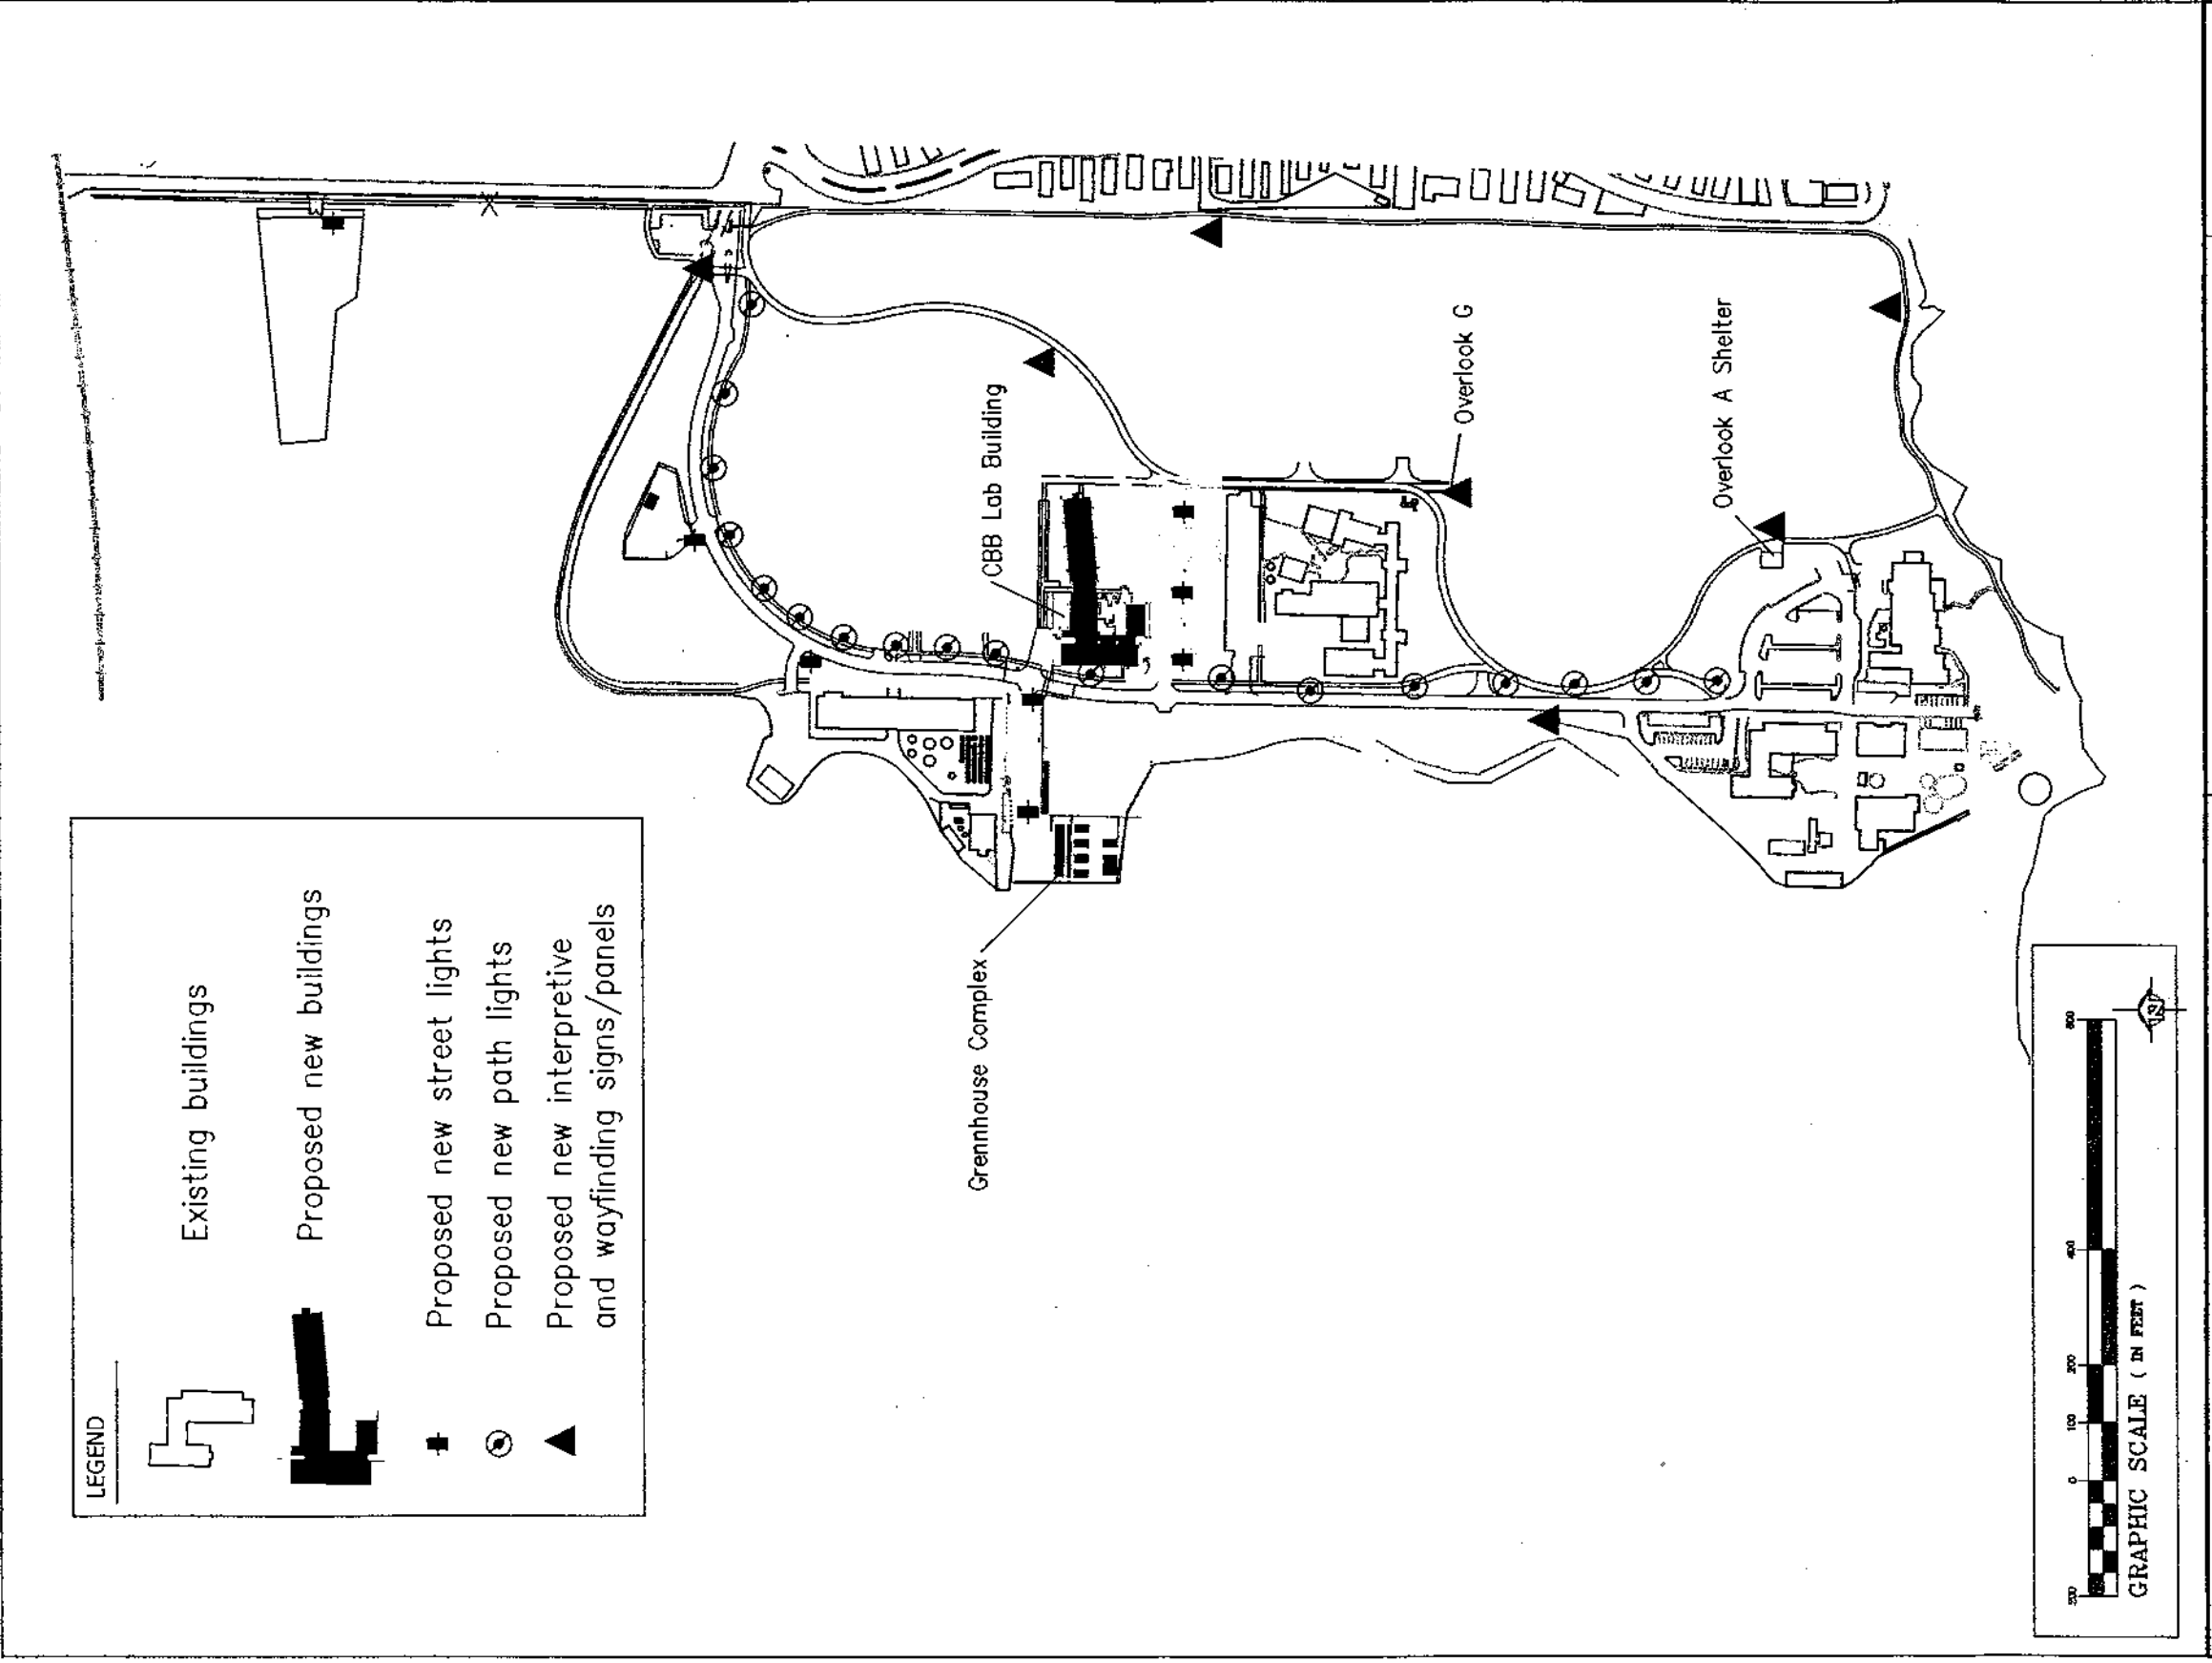 LEGEND
Existing buildings
Proposed new buildings
Proposed new street lights
Proposed new path lights
Proposed new interpretive
and wayfinding signs/panels
Grennhouse Complex
CBB Lab Building
Overlook G
Overlook A Shelter
200 0 100 200 400 800
GRAPHIC SCALE ( IN FEET )
N